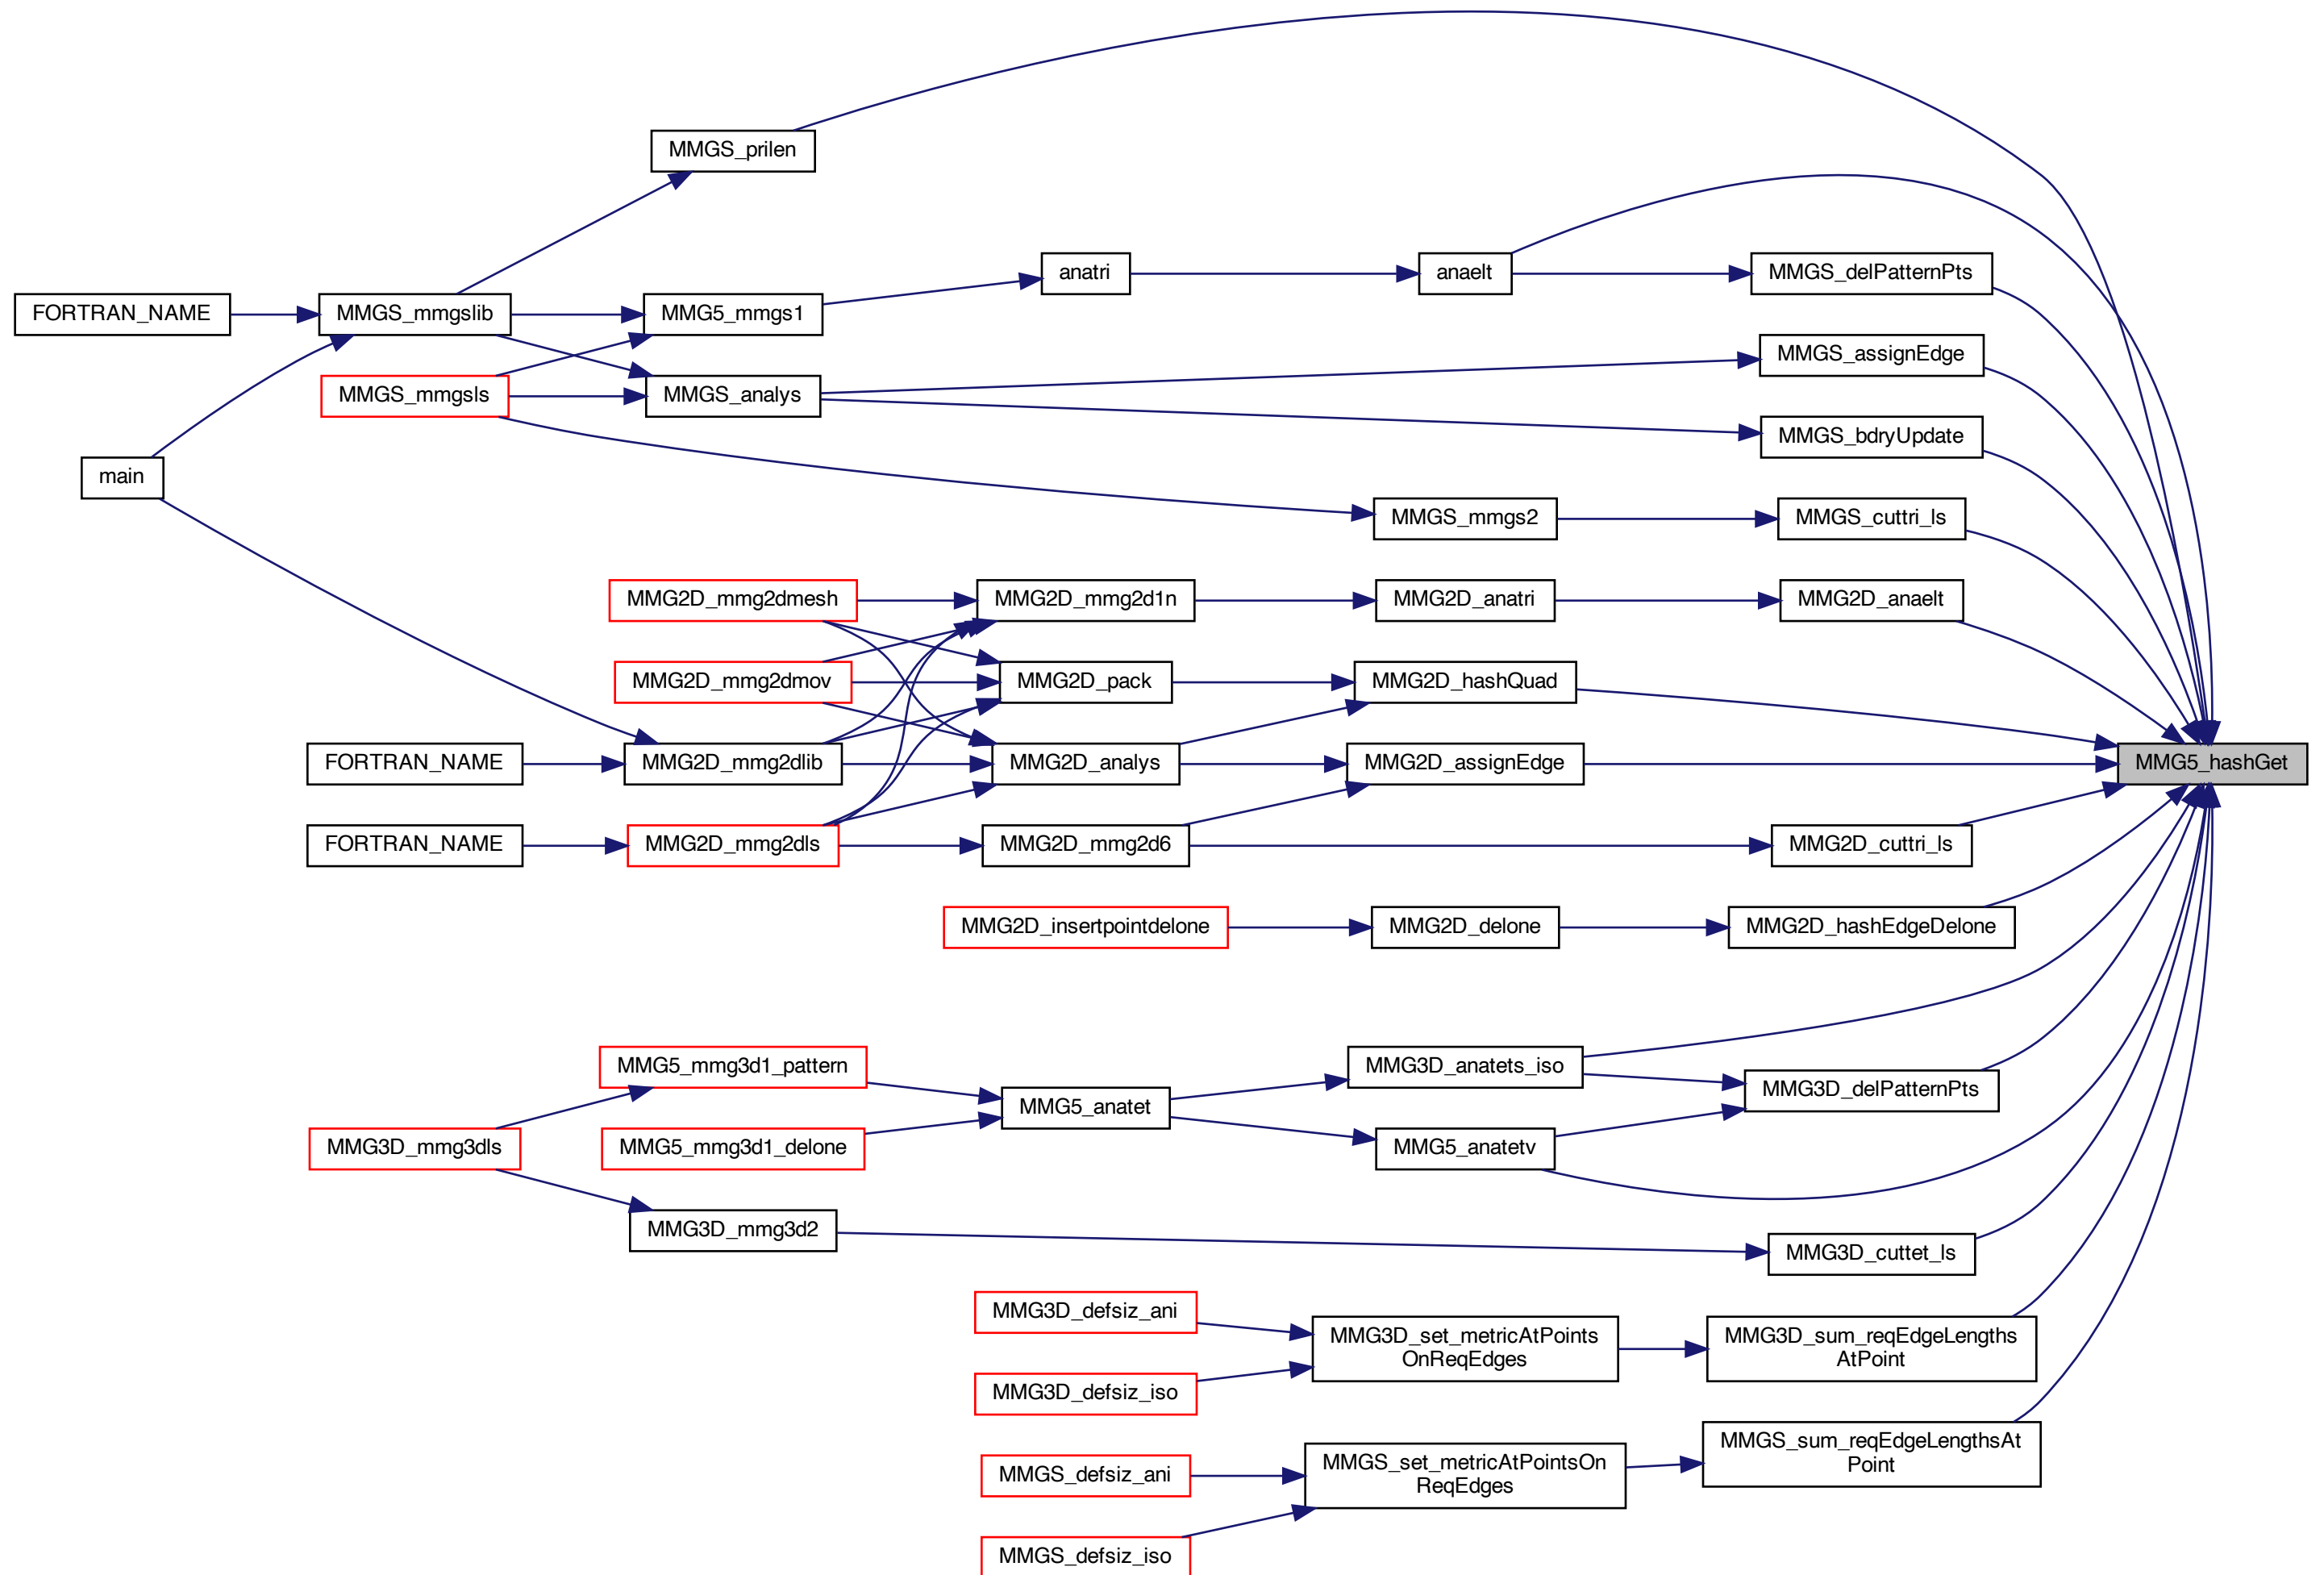 MMGS_prilen
anatri
anaelt
MMGS_delPatternPts
FORTRAN_NAME
MMGS_mmgslib
MMG5_mmgs1
MMGS_assignEdge
MMGS_mmgsls
MMGS_analys
MMGS_bdryUpdate
main
MMGS_mmgs2
MMGS_cuttri_ls
MMG2D_mmg2dmesh
MMG2D_mmg2d1n
MMG2D_anatri
MMG2D_anaelt
MMG2D_mmg2dmov
MMG2D_pack
MMG2D_hashQuad
FORTRAN_NAME
MMG2D_mmg2dlib
MMG2D_analys
MMG2D_assignEdge
MMG5_hashGet
FORTRAN_NAME
MMG2D_mmg2dls
MMG2D_mmg2d6
MMG2D_cuttri_ls
MMG2D_insertpointdelone
MMG2D_delone
MMG2D_hashEdgeDelone
MMG5_mmg3d1_pattern
MMG3D_anatets_iso
MMG3D_delPatternPts
MMG5_anatet
MMG3D_mmg3dls
MMG5_mmg3d1_delone
MMG5_anatetv
MMG3D_mmg3d2
MMG3D_cuttet_ls
MMG3D_defsiz_ani
MMG3D_set_metricAtPoints
OnReqEdges
MMG3D_sum_reqEdgeLengths
AtPoint
MMG3D_defsiz_iso
MMGS_defsiz_ani
MMGS_set_metricAtPointsOn
ReqEdges
MMGS_sum_reqEdgeLengthsAt
Point
MMGS_defsiz_iso